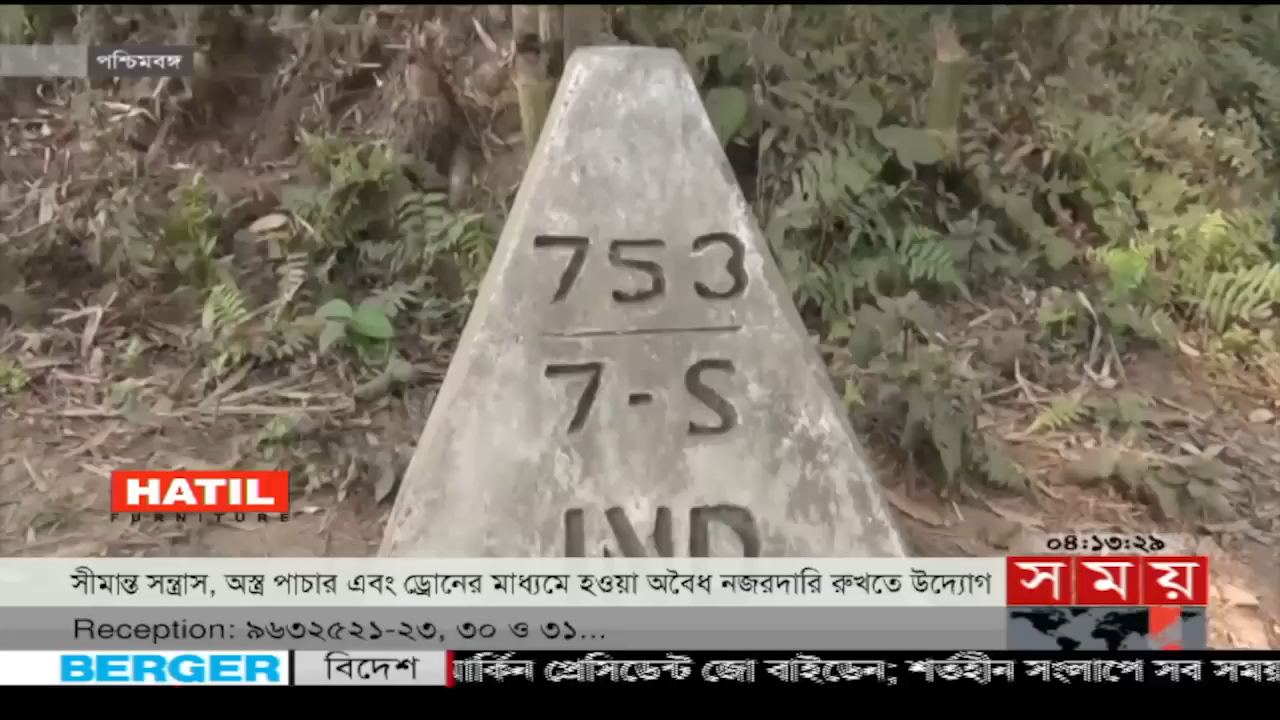 পশ্চিমবঙ্গ
753
7-S
IND
HATIL
FURNITURE
০৪:১৩:২৯
সীমান্ত সন্ত্রাস, অস্ত্র পাচার এবং ড্রোনের মাধ্যমে হওয়া অবৈধ নজরদারি রুখতে উদ্যোগ
সময়
Reception: ৯৬৩২৫২১-২৩, ৩০ ও ৩১...
BERGER
বিদেশ
প্রেসিডেন্ট জো বাইডেন; শর্তহীন সংলাপে সব সময়